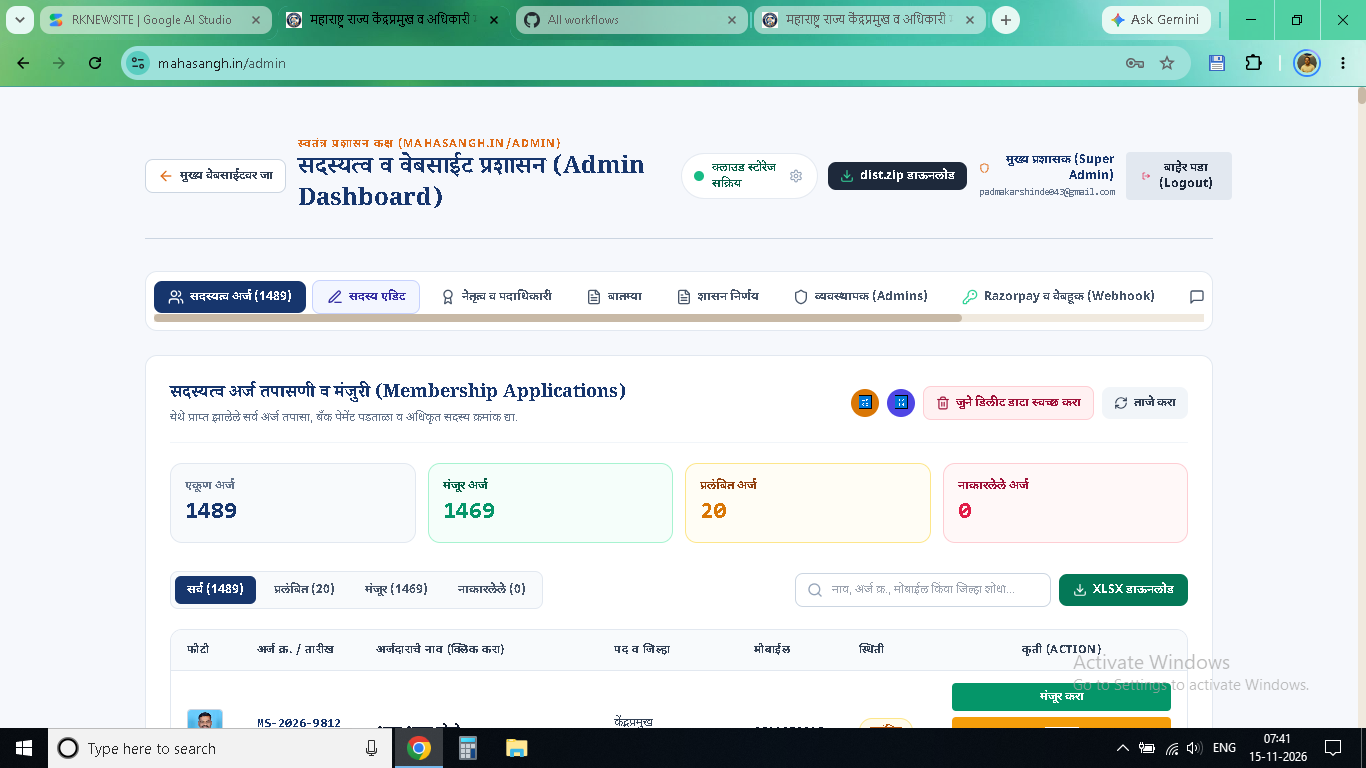 RKNEWSITE | Google AI Studio
महाराष्ट्र राज्य केंद्रप्रमुख व अधिकारी
All workflows
महाराष्ट्र राज्य केंद्रप्रमुख व अधिकारी
Ask Gemini
mahasangh.in/admin
मुख्य वेबसाईटवर जा
स्वतंत्र प्रशासन कक्ष (MAHASANGH.IN/ADMIN)
सदस्यत्व व वेबसाईट प्रशासन (Admin
Dashboard)
क्लाउड स्टोरेज
सक्रिय
dist.zip डाऊनलोड
मुख्य प्रशासक (Super
Admin)
padmakarshinde043@gmail.com
बाहेर पडा
(Logout)
सदस्यत्व अर्ज (1489)
सदस्य एडिट
नेतृत्व व पदाधिकारी
बातम्या
शासन निर्णय
व्यवस्थापक (Admins)
Razorpay व वेबहूक (Webhook)
सदस्यत्व अर्ज तपासणी व मंजुरी (Membership Applications)
येथे प्राप्त झालेले सर्व अर्ज तपासा, बँक पेमेंट पडताळा व अधिकृत सदस्य क्रमांक द्या.
जुने डिलीट डाटा स्वच्छ करा
ताजे करा
एकूण अर्ज
1489
मंजूर अर्ज
1469
प्रलंबित अर्ज
20
नाकारलेले अर्ज
0
सर्व (1489)
प्रलंबित (20)
मंजूर (1469)
नाकारलेले (0)
नाव, अर्ज क्र., मोबाईल किंवा जिल्हा शोधा...
XLSX डाऊनलोड
फोटो
अर्ज क्र. / तारीख
अर्जदाराचे नाव (क्लिक करा)
पद व जिल्हा
मोबाईल
स्थिती
कृती (ACTION)
मंजूर करा
MS-2026-9812
केंद्रप्रमुख
Activate Windows
Go to Settings to activate Windows.
Type here to search
ENG
07:41
15-11-2026